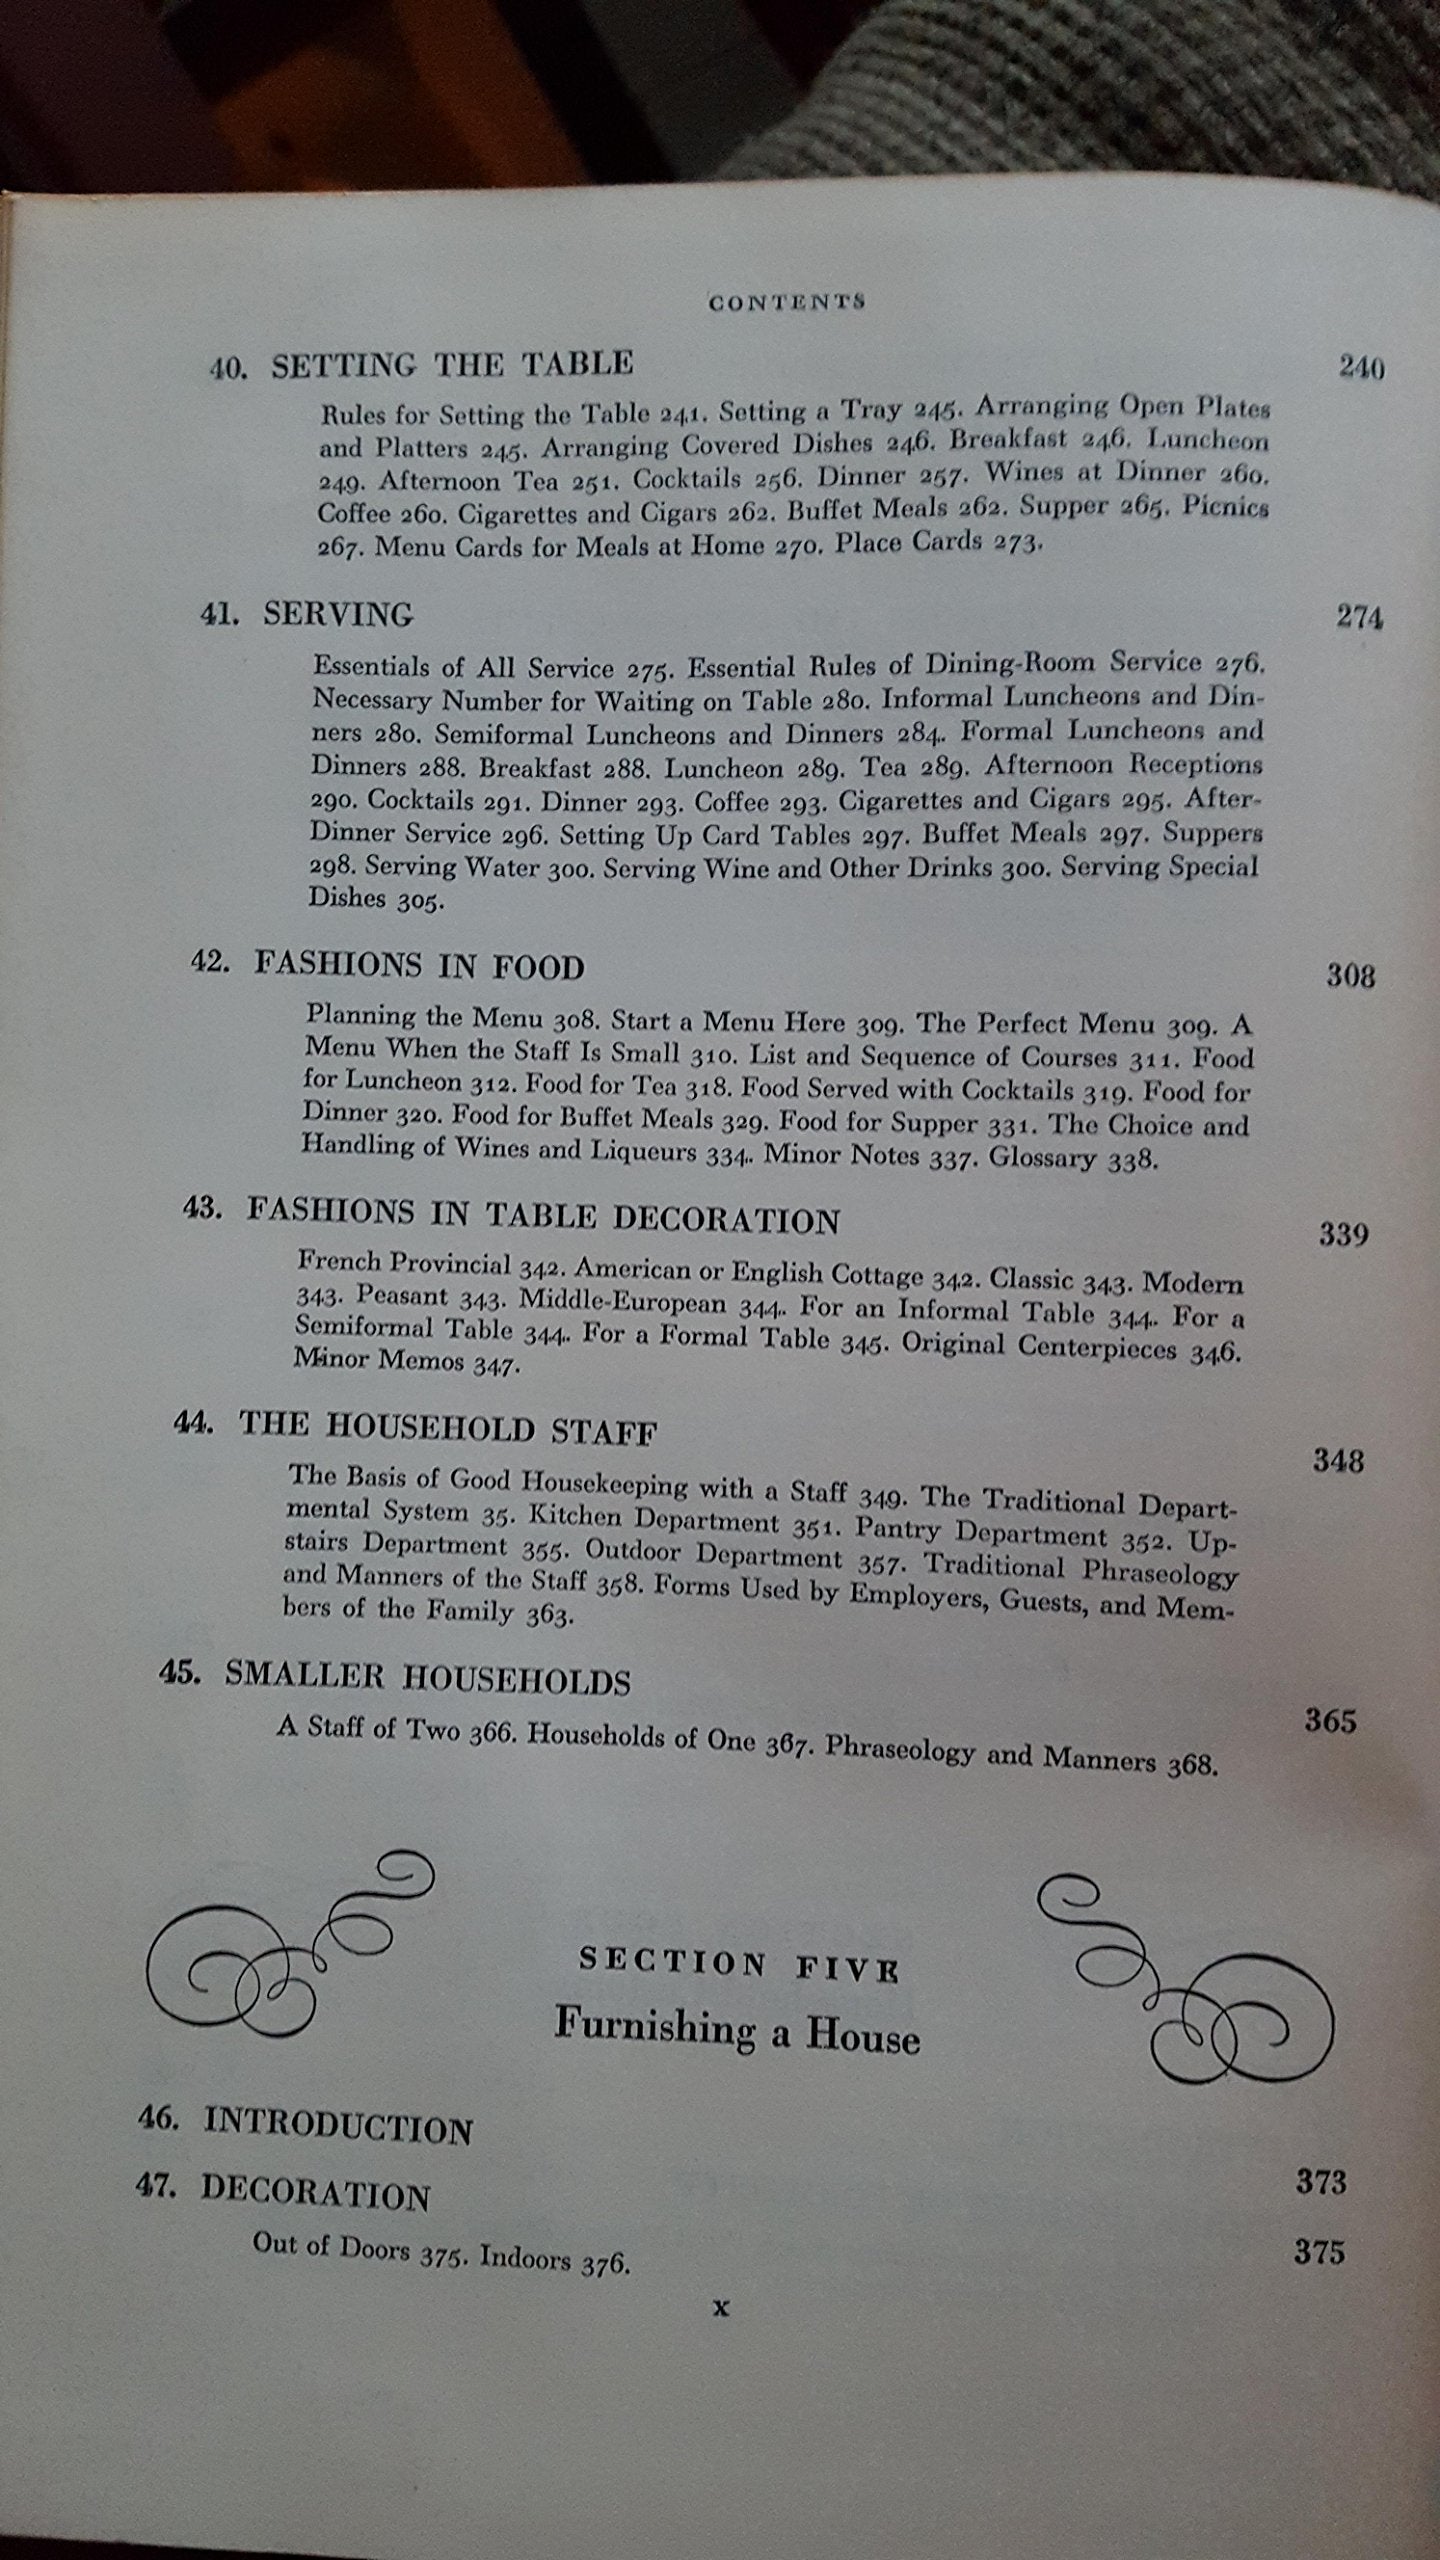 CONTENTS
40. SETTING THE TABLE 240
Rules for Setting the Table 241. Setting a Tray 245. Arranging Open Plates
and Platters 245. Arranging Covered Dishes 246. Breakfast 246. Luncheon
249. Afternoon Tea 251. Cocktails 256. Dinner 257. Wines at Dinner 260.
Coffee 260. Cigarettes and Cigars 262. Buffet Meals 262. Supper 265. Picnics
267. Menu Cards for Meals at Home 270. Place Cards 273.
41. SERVING 274
Essentials of All Service 275. Essential Rules of Dining-Room Service 276.
Necessary Number for Waiting on Table 280. Informal Luncheons and Din-
ners 280. Semiformal Luncheons and Dinners 284. Formal Luncheons and
Dinners 288. Breakfast 288. Luncheon 289. Tea 289. Afternoon Receptions
290. Cocktails 291. Dinner 293. Coffee 293. Cigarettes and Cigars 295. After-
Dinner Service 296. Setting Up Card Tables 297. Buffet Meals 297. Suppers
298. Serving Water 300. Serving Wine and Other Drinks 300. Serving Special
Dishes 305.
42. FASHIONS IN FOOD 308
Planning the Menu 308. Start a Menu Here 309. The Perfect Menu 309. A
Menu When the Staff Is Small 310. List and Sequence of Courses 311. Food
for Luncheon 312. Food for Tea 318. Food Served with Cocktails 319. Food for
Dinner 320. Food for Buffet Meals 329. Food for Supper 331. The Choice and
Handling of Wines and Liqueurs 334. Minor Notes 337. Glossary 338.
43. FASHIONS IN TABLE DECORATION 339
French Provincial 342. American or English Cottage 342. Classic 343. Modern
343. Peasant 343. Middle-European 344. For an Informal Table 344. For a
Semiformal Table 344. For a Formal Table 345. Original Centerpieces 346.
Minor Memos 347.
44. THE HOUSEHOLD STAFF 348
The Basis of Good Housekeeping with a Staff 349. The Traditional Depart-
mental System 35. Kitchen Department 351. Pantry Department 352. Up-
stairs Department 355. Outdoor Department 357. Traditional Phraseology
and Manners of the Staff 358. Forms Used by Employers, Guests, and Mem-
bers of the Family 363.
45. SMALLER HOUSEHOLDS 365
A Staff of Two 366. Households of One 367. Phraseology and Manners 368.
SECTION FIVE
Furnishing a House
46. INTRODUCTION 373
47. DECORATION 375
Out of Doors 375. Indoors 376.
x